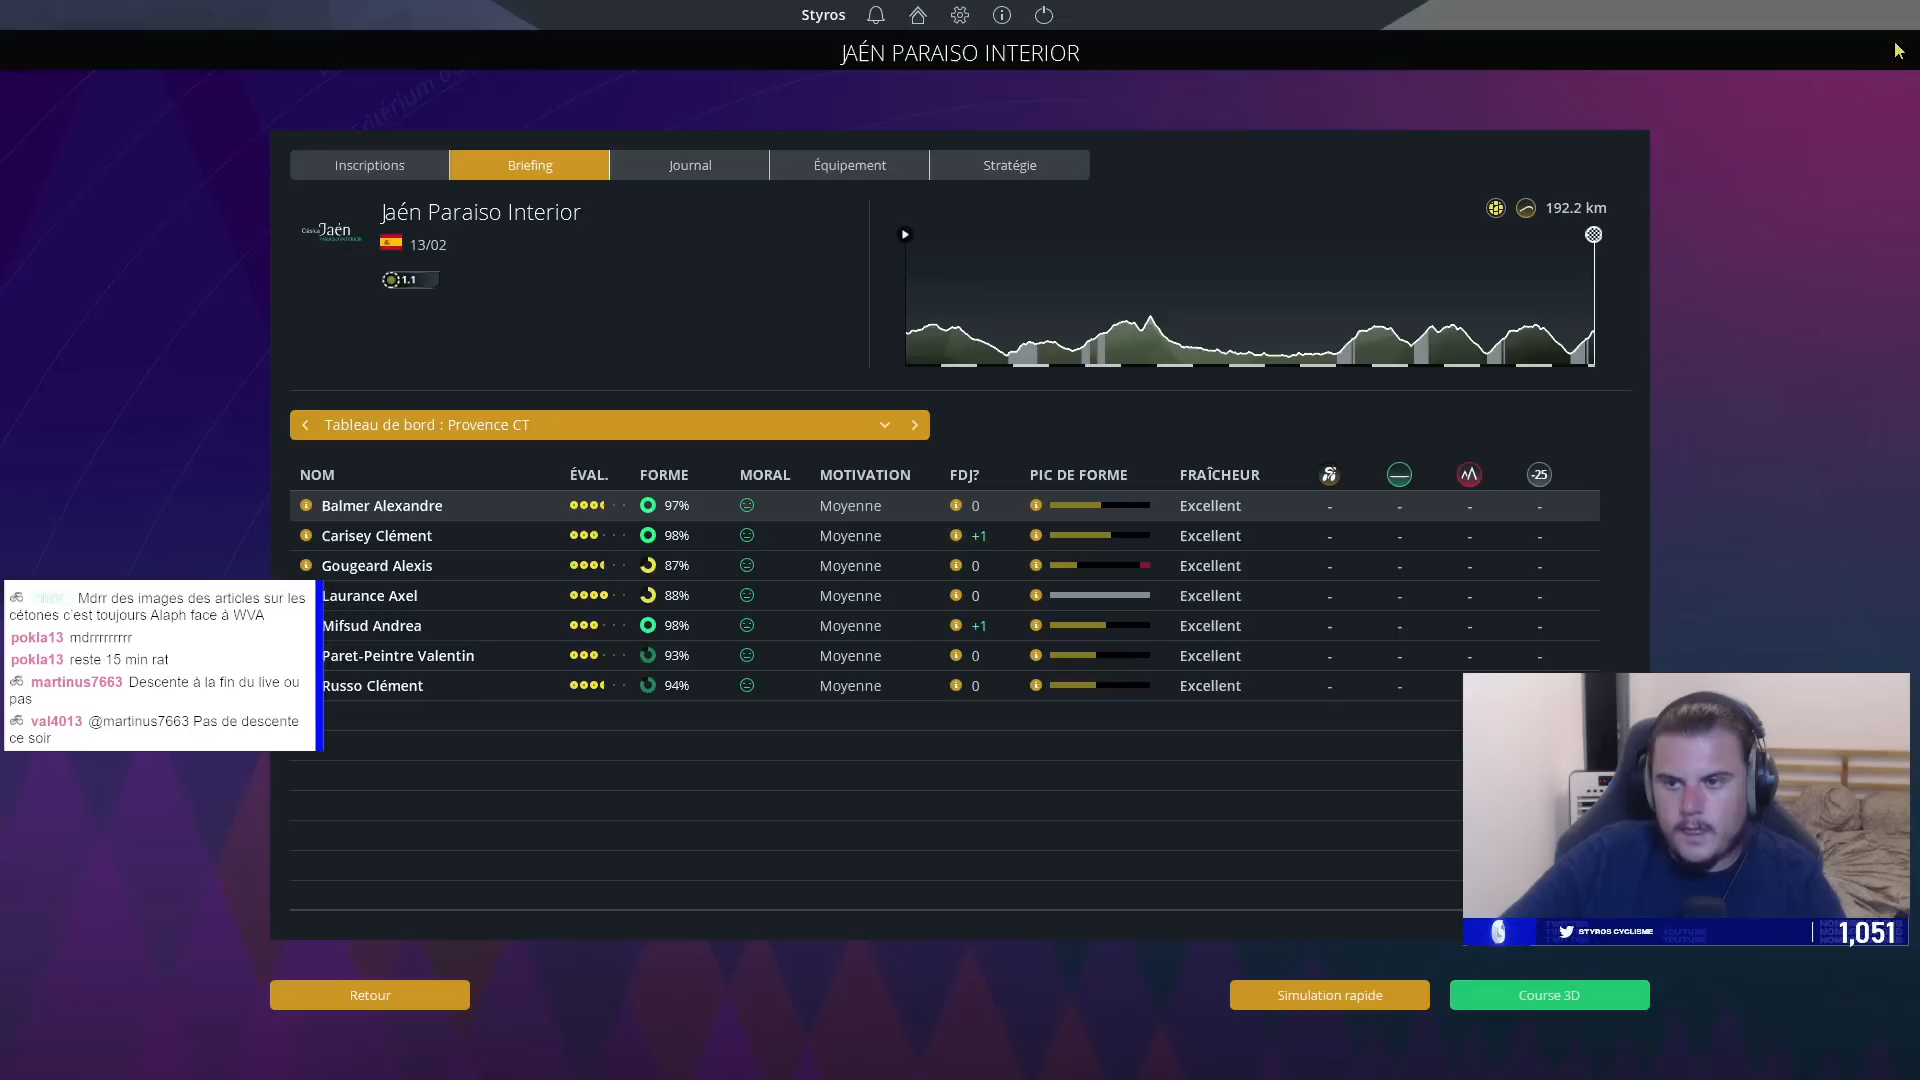 Styros
JAÉN PARAISO INTERIOR
Inscriptions
Briefing
Journal
Équipement
Stratégie
Clásica Jaén PARAISO INTERIOR
Jaén Paraiso Interior
13/02
1.1
192.2 km
Tableau de bord : Provence CT
NOM ÉVAL. FORME MORAL MOTIVATION FDJ? PIC DE FORME FRAÎCHEUR -25
Balmer Alexandre 97% Moyenne 0 Excellent - - - -
Carisey Clément 98% Moyenne +1 Excellent - - - -
Gougeard Alexis 87% Moyenne 0 Excellent - - - -
Laurance Axel 88% Moyenne 0 Excellent - - - -
Mifsud Andrea 98% Moyenne +1 Excellent - - - -
Paret-Peintre Valentin 93% Moyenne 0 Excellent - - - -
Russo Clément 94% Moyenne 0 Excellent - -
Mdrr des images des articles sur les
cétones c'est toujours Alaph face à WVA
pokla13 mdrrrrrrrr
pokla13 reste 15 min rat
martinus7663 Descente à la fin du live ou
pas
val4013 @martinus7663 Pas de descente
ce soir
STYROS CYCLISME
1,051
Retour
Simulation rapide
Course 3D